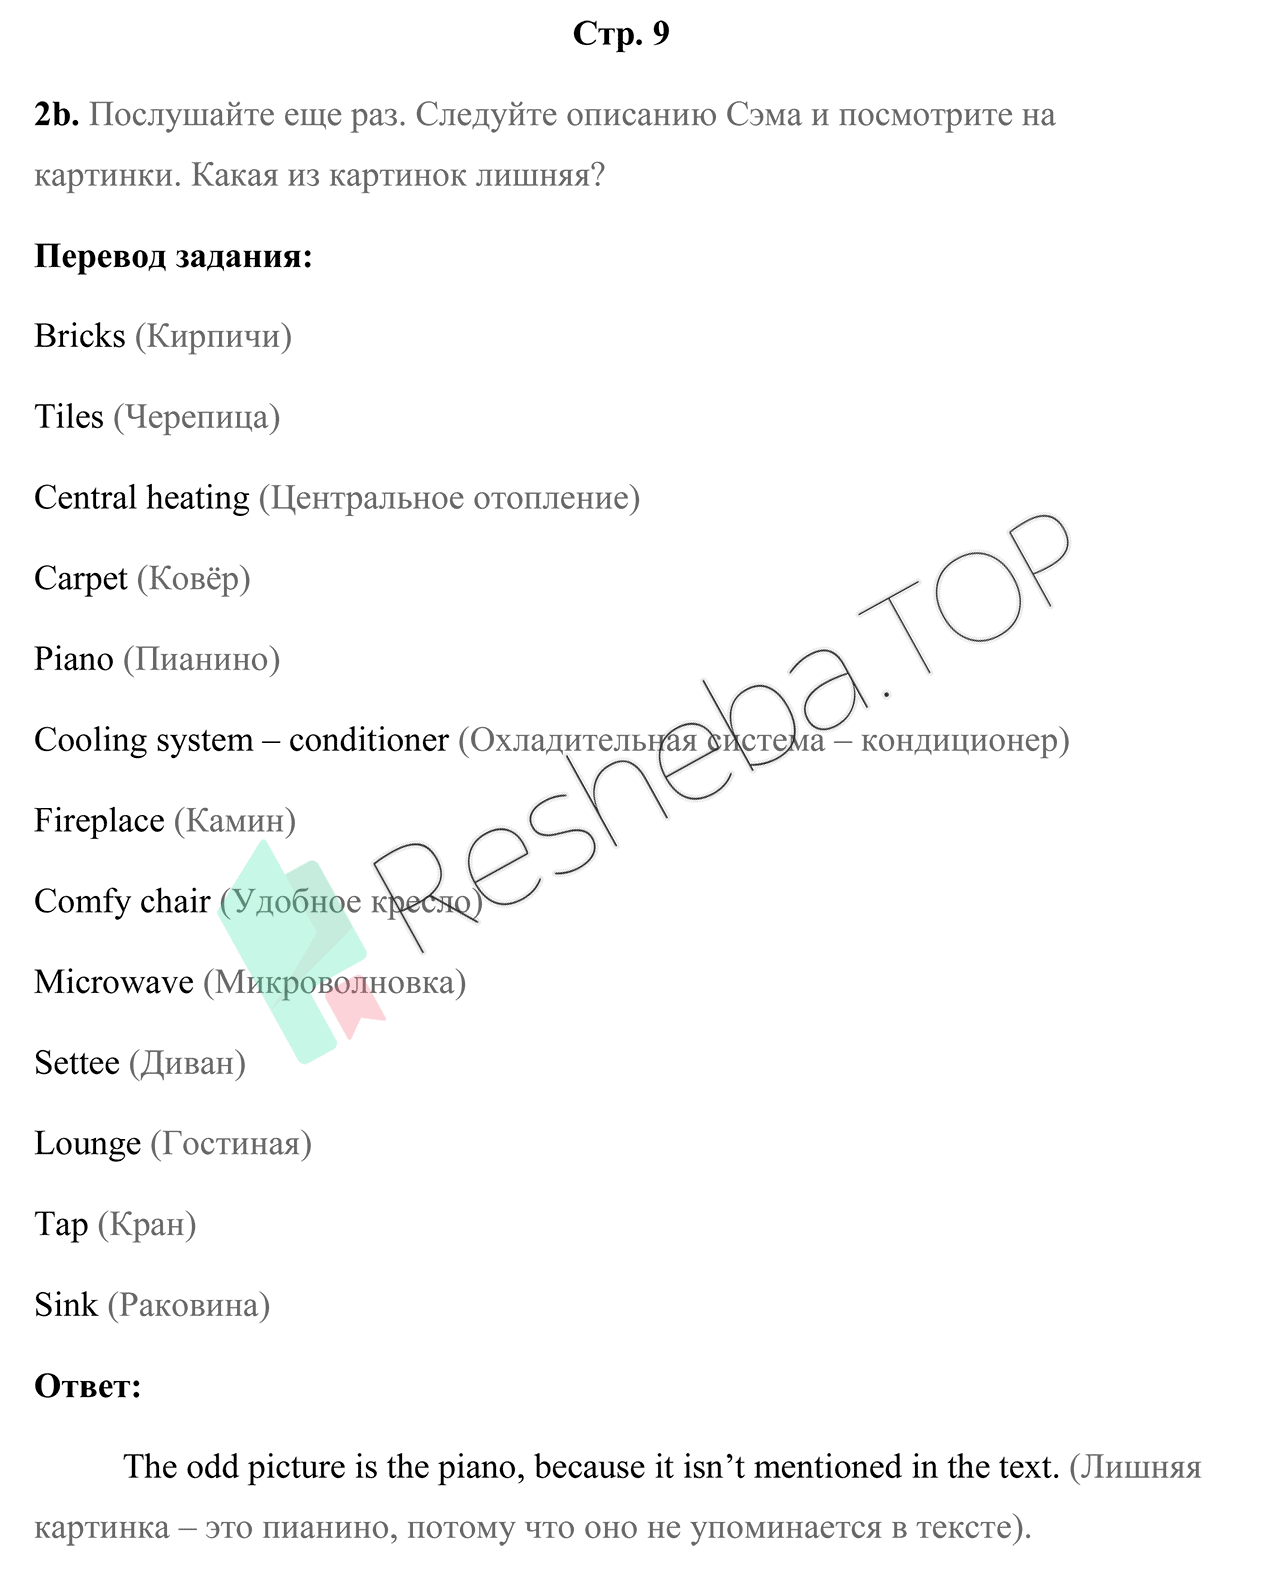 Стр. 9
2b. Послушайте еще раз. Следуйте описанию Сэма и посмотрите на
картинки. Какая из картинок лишняя?
Перевод задания:
Bricks (Кирпичи)
Tiles (Черепица)
Central heating (Центральное отопление)
Carpet (Ковёр)
Piano (Пианино)
Cooling system – conditioner (Охладительная система – кондиционер)
Fireplace (Камин)
Comfy chair (Удобное кресло)
Microwave (Микроволновка)
Settee (Диван)
Lounge (Гостиная)
Tap (Кран)
Sink (Раковина)
Ответ:
The odd picture is the piano, because it isn’t mentioned in the text. (Лишняя
картинка – это пианино, потому что оно не упоминается в тексте).
Resheba.TOP